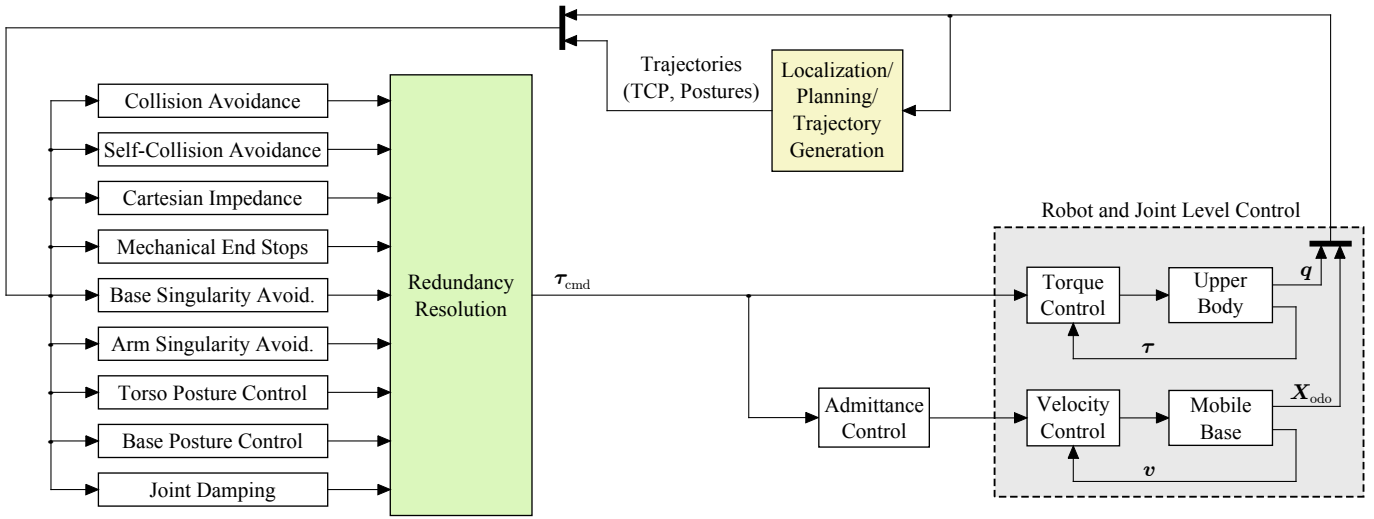 Trajectories
(TCP, Postures)
Localization/
Planning/
Trajectory
Generation
Collision Avoidance
Self-Collision Avoidance
Cartesian Impedance
Mechanical End Stops
Base Singularity Avoid.
Arm Singularity Avoid.
Torso Posture Control
Base Posture Control
Joint Damping
Redundancy
Resolution
τcmd
Admittance
Control
Robot and Joint Level Control
Torque
Control
Upper
Body
q
τ
Velocity
Control
Mobile
Base
Xodo
v